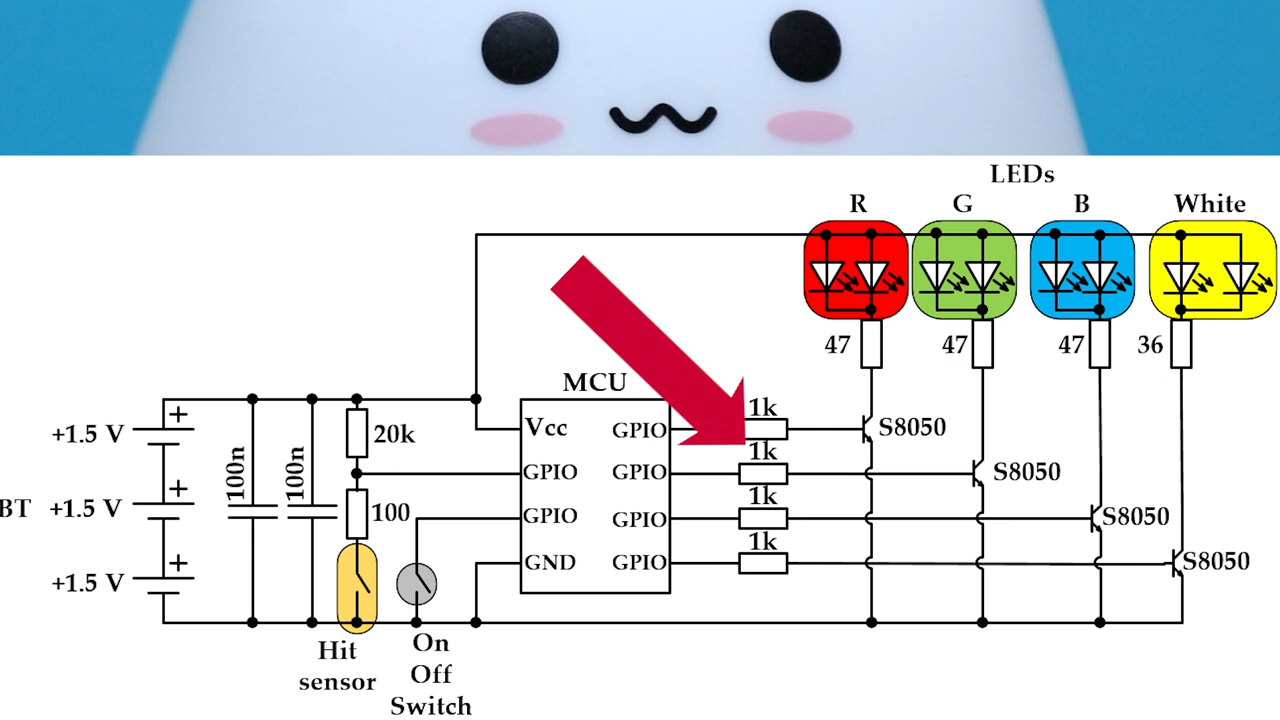 LEDs
R
G
B
White
47
47
47
36
MCU
+1.5 V
+
20k
100n
100n
Vcc
GPIO
1k
S8050
GPIO
GPIO
1k
S8050
BT
+1.5 V
+
100
GPIO
GPIO
1k
S8050
+1.5 V
+
GND
GPIO
1k
S8050
Hit
sensor
On
Off
Switch